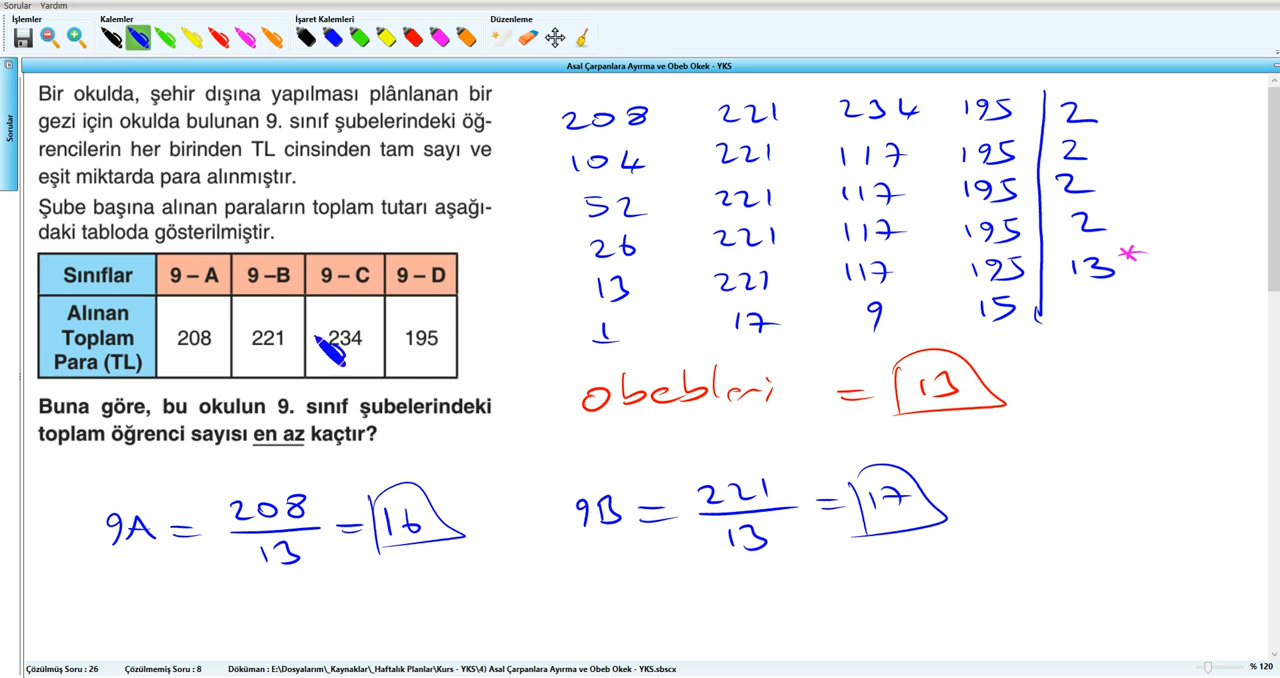 Sorular Yardım
İşlemler Kalemler İşaret Kalemleri Düzenleme
Asal Çarpanlara Ayırma ve Obeb Okek - YKS
Sorular
Bir okulda, şehir dışına yapılması plânlanan bir
gezi için okulda bulunan 9. sınıf şubelerindeki öğ-
rencilerin her birinden TL cinsinden tam sayı ve
eşit miktarda para alınmıştır.
Şube başına alınan paraların toplam tutarı aşağı-
daki tabloda gösterilmiştir.
Sınıflar 9 – A 9 –B 9 – C 9 – D
Alınan
Toplam
Para (TL)
208 221 234 195
Buna göre, bu okulun 9. sınıf şubelerindeki
toplam öğrenci sayısı en az kaçtır?
208 221 234 195 2
104 221 117 195 2
52 221 117 195 2
26 221 117 195 2
13 221 117 195 13*
1 17 9 15
obebleri = 13
9A = 208/13 = 16
9B = 221/13 = 17
Çözülmüş Soru : 26 Çözülmemiş Soru : 8 Döküman : E:\Dosyalarım\_Kaynaklar\_Haftalık Planlar\Kurs - YKS\4) Asal Çarpanlara Ayırma ve Obeb Okek - YKS.sbscx % 120